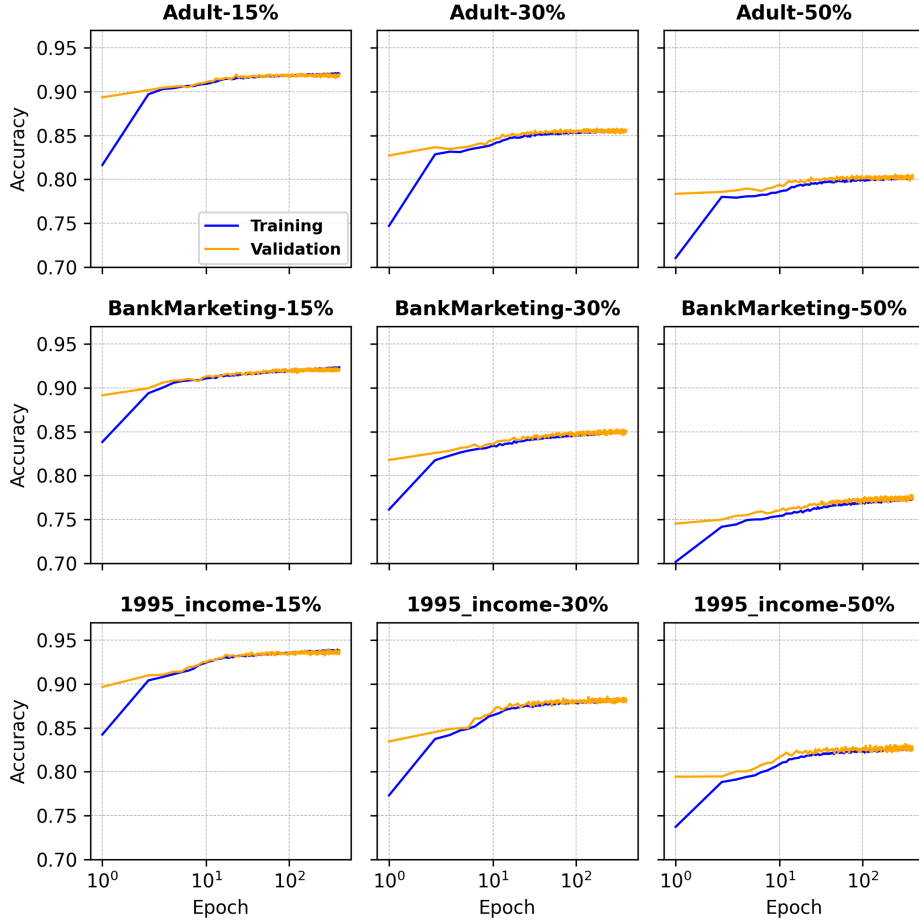 Adult-15% Adult-30% Adult-50%
0.95
0.90
0.85
0.80
0.75
0.70
Accuracy
Training
Validation
BankMarketing-15% BankMarketing-30% BankMarketing-50%
0.95
0.90
0.85
0.80
0.75
0.70
Accuracy
1995_income-15% 1995_income-30% 1995_income-50%
0.95
0.90
0.85
0.80
0.75
0.70
Accuracy
10⁰ 10¹ 10² 10⁰ 10¹ 10² 10⁰ 10¹ 10²
Epoch Epoch Epoch